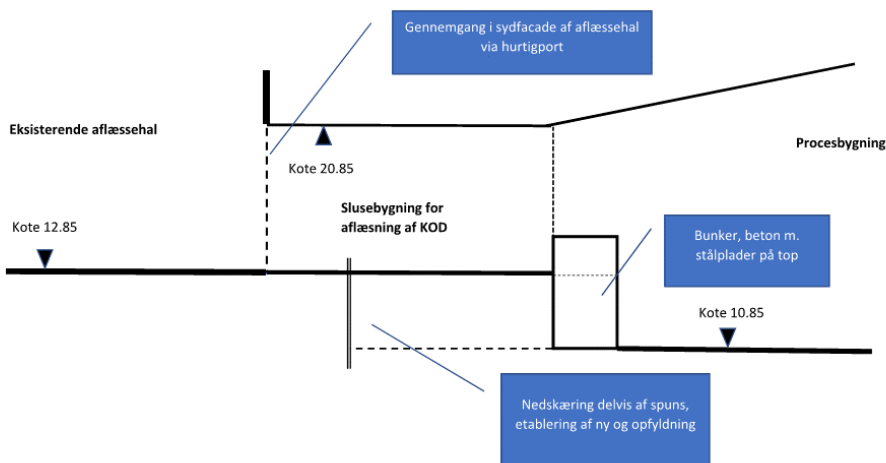 Gennemgang i sydfacade af aflæssehal
via hurtigport
Eksisterende aflæssehal
Procesbygning
Kote 20.85
Slusebygning for
aflæsning af KOD
Kote 12.85
Bunker, beton m.
stålplader på top
Kote 10.85
Nedskæring delvis af spuns,
etablering af ny og opfyldning